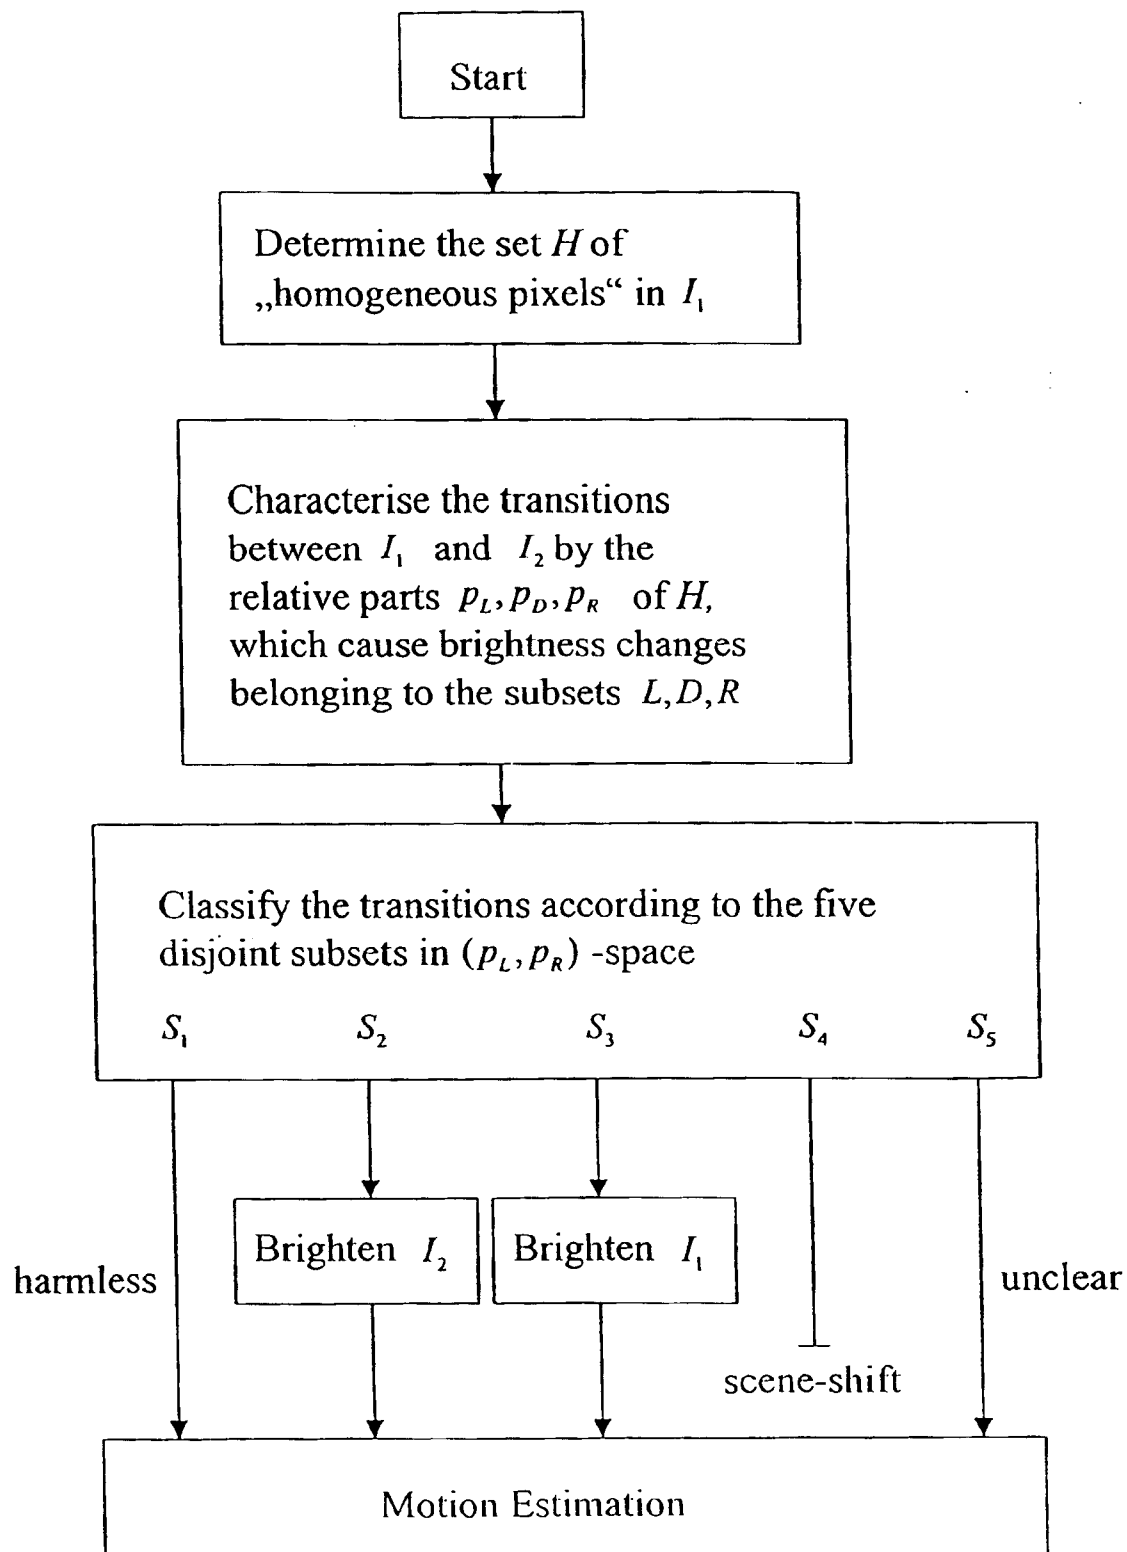 Start
Determine the set H of
„homogeneous pixels“ in I₁
Characterise the transitions
between I₁ and I₂ by the
relative parts p_L, p_D, p_R of H,
which cause brightness changes
belonging to the subsets L, D, R
Classify the transitions according to the five
disjoint subsets in (p_L, p_R) -space
S₁ S₂ S₃ S₄ S₅
Brighten I₂ Brighten I₁
harmless unclear
scene-shift
Motion Estimation